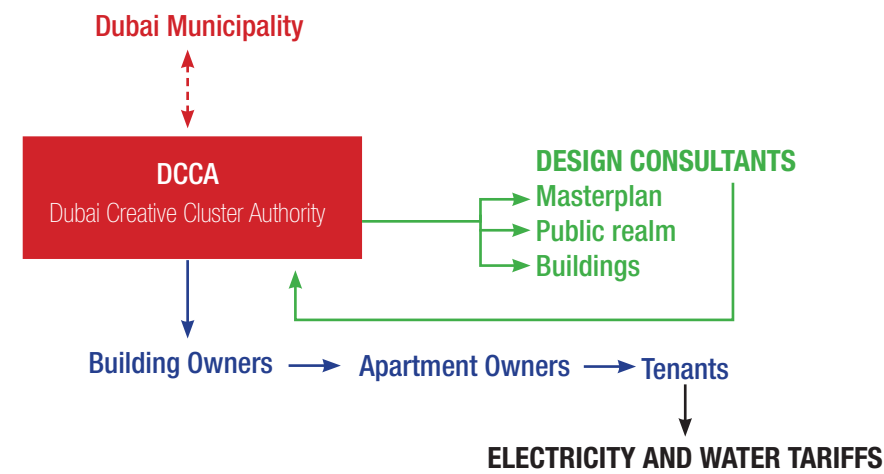 Dubai Municipality
DCCA
Dubai Creative Cluster Authority
DESIGN CONSULTANTS
Masterplan
Public realm
Buildings
Building Owners
Apartment Owners
Tenants
ELECTRICITY AND WATER TARIFFS